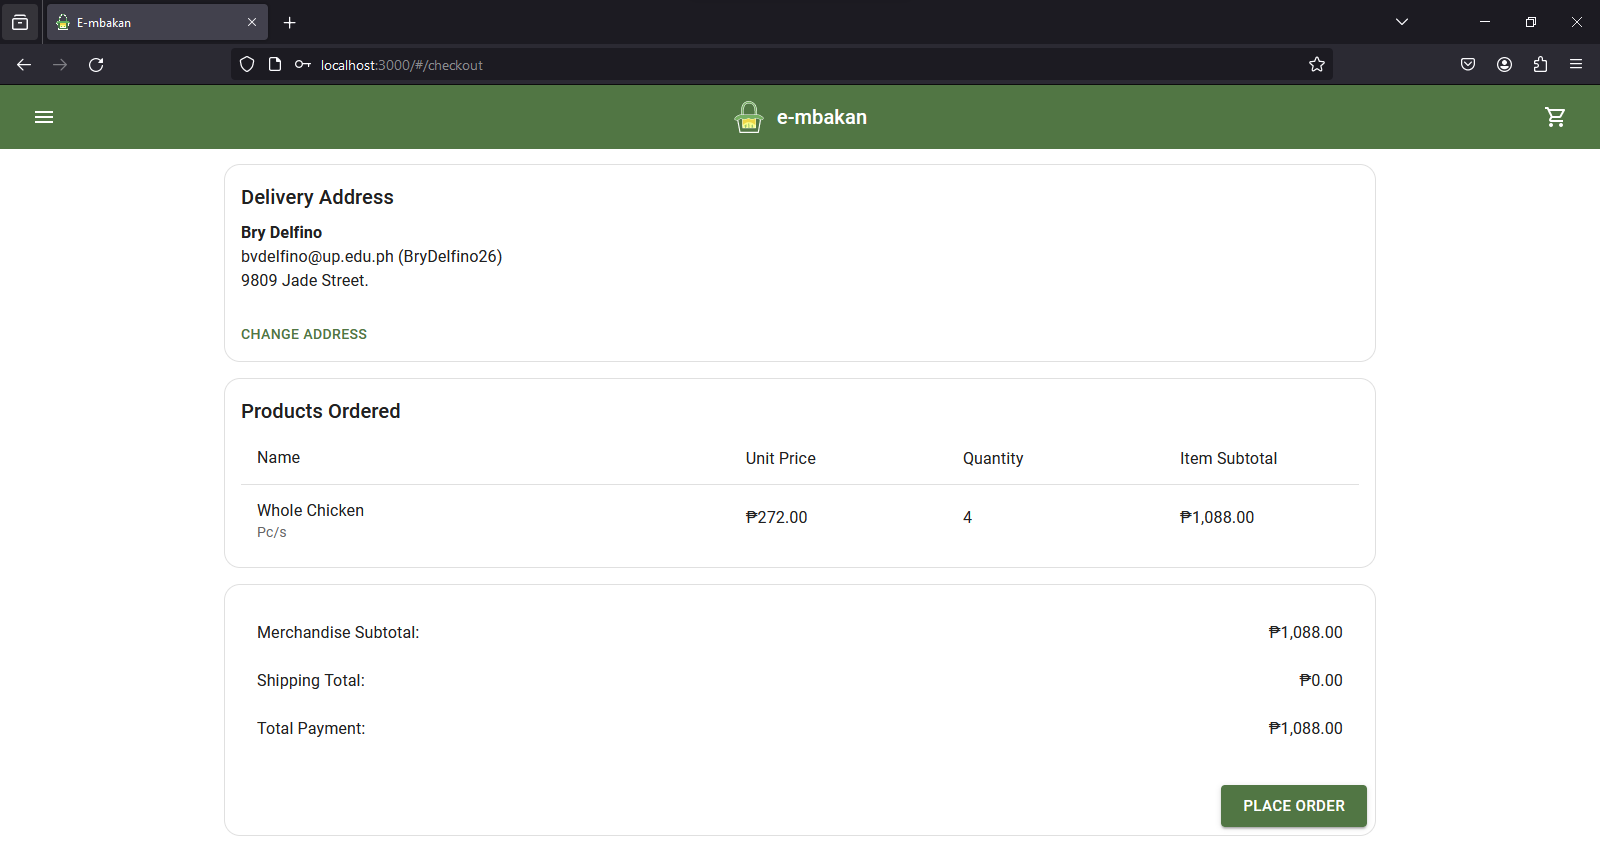 E-mbakan
localhost:3000/#/checkout
e-mbakan
Delivery Address
Bry Delfino
bvdelfino@up.edu.ph (BryDelfino26)
9809 Jade Street.
CHANGE ADDRESS
Products Ordered
Name Unit Price Quantity Item Subtotal
Whole Chicken ₱272.00 4 ₱1,088.00
Pc/s
Merchandise Subtotal: ₱1,088.00
Shipping Total: ₱0.00
Total Payment: ₱1,088.00
PLACE ORDER